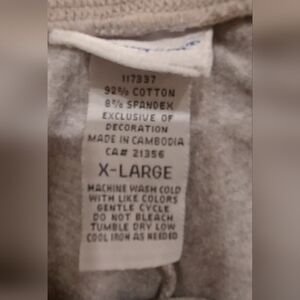 117337
92% COTTON
8% SPANDEX
EXCLUSIVE OF
DECORATION
MADE IN CAMBODIA
CA# 21356
X-LARGE
MACHINE WASH COLD
WITH LIKE COLORS
GENTLE CYCLE
DO NOT BLEACH
TUMBLE DRY LOW
COOL IRON AS NEEDED